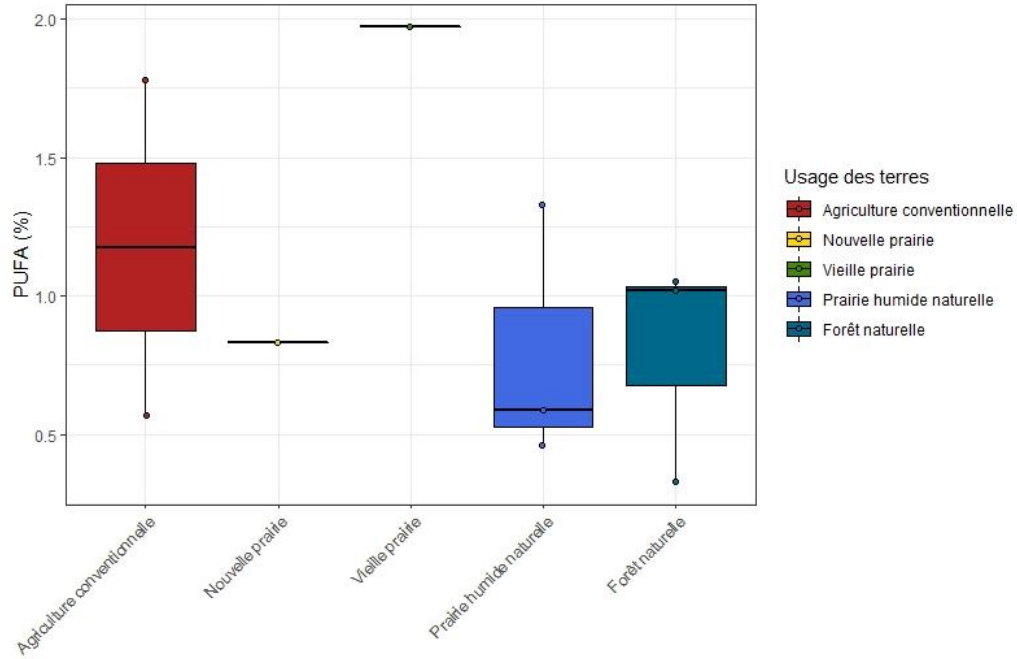 2.0
1.5
1.0
0.5
PUFA (%)
Agriculture conventionnelle
Nouvelle prairie
Vieille prairie
Prairie humide naturelle
Forêt naturelle
Usage des terres
Agriculture conventionnelle
Nouvelle prairie
Vieille prairie
Prairie humide naturelle
Forêt naturelle